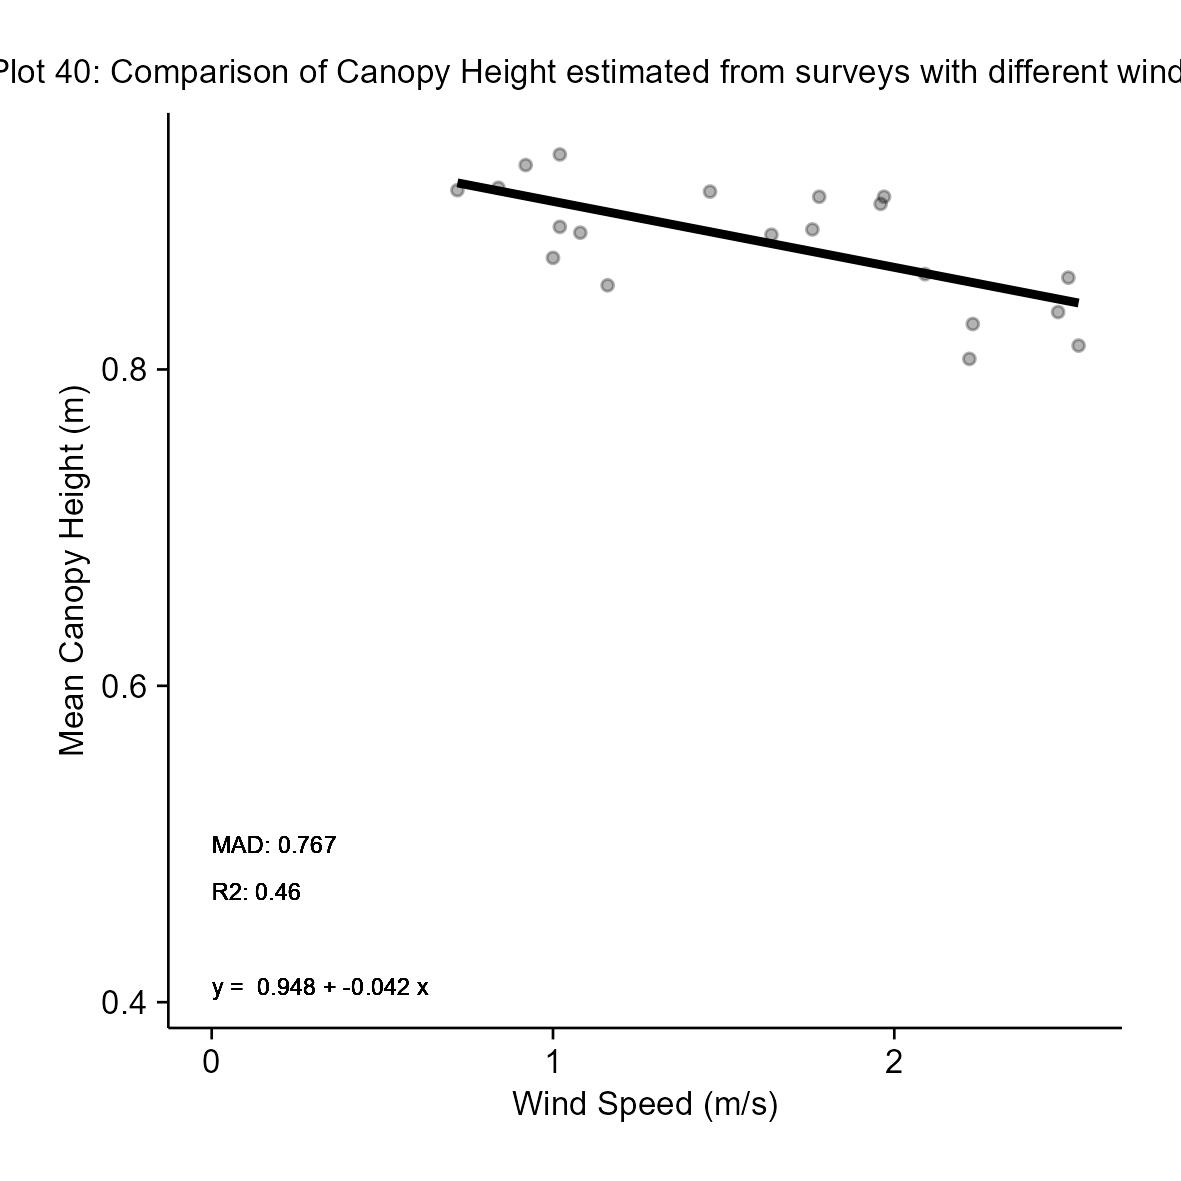 Plot 40: Comparison of Canopy Height estimated from surveys with different wind
0.8
0.6
0.4
Mean Canopy Height (m)
MAD: 0.767
R2: 0.46
y =  0.948 + -0.042 x
0 1 2
Wind Speed (m/s)